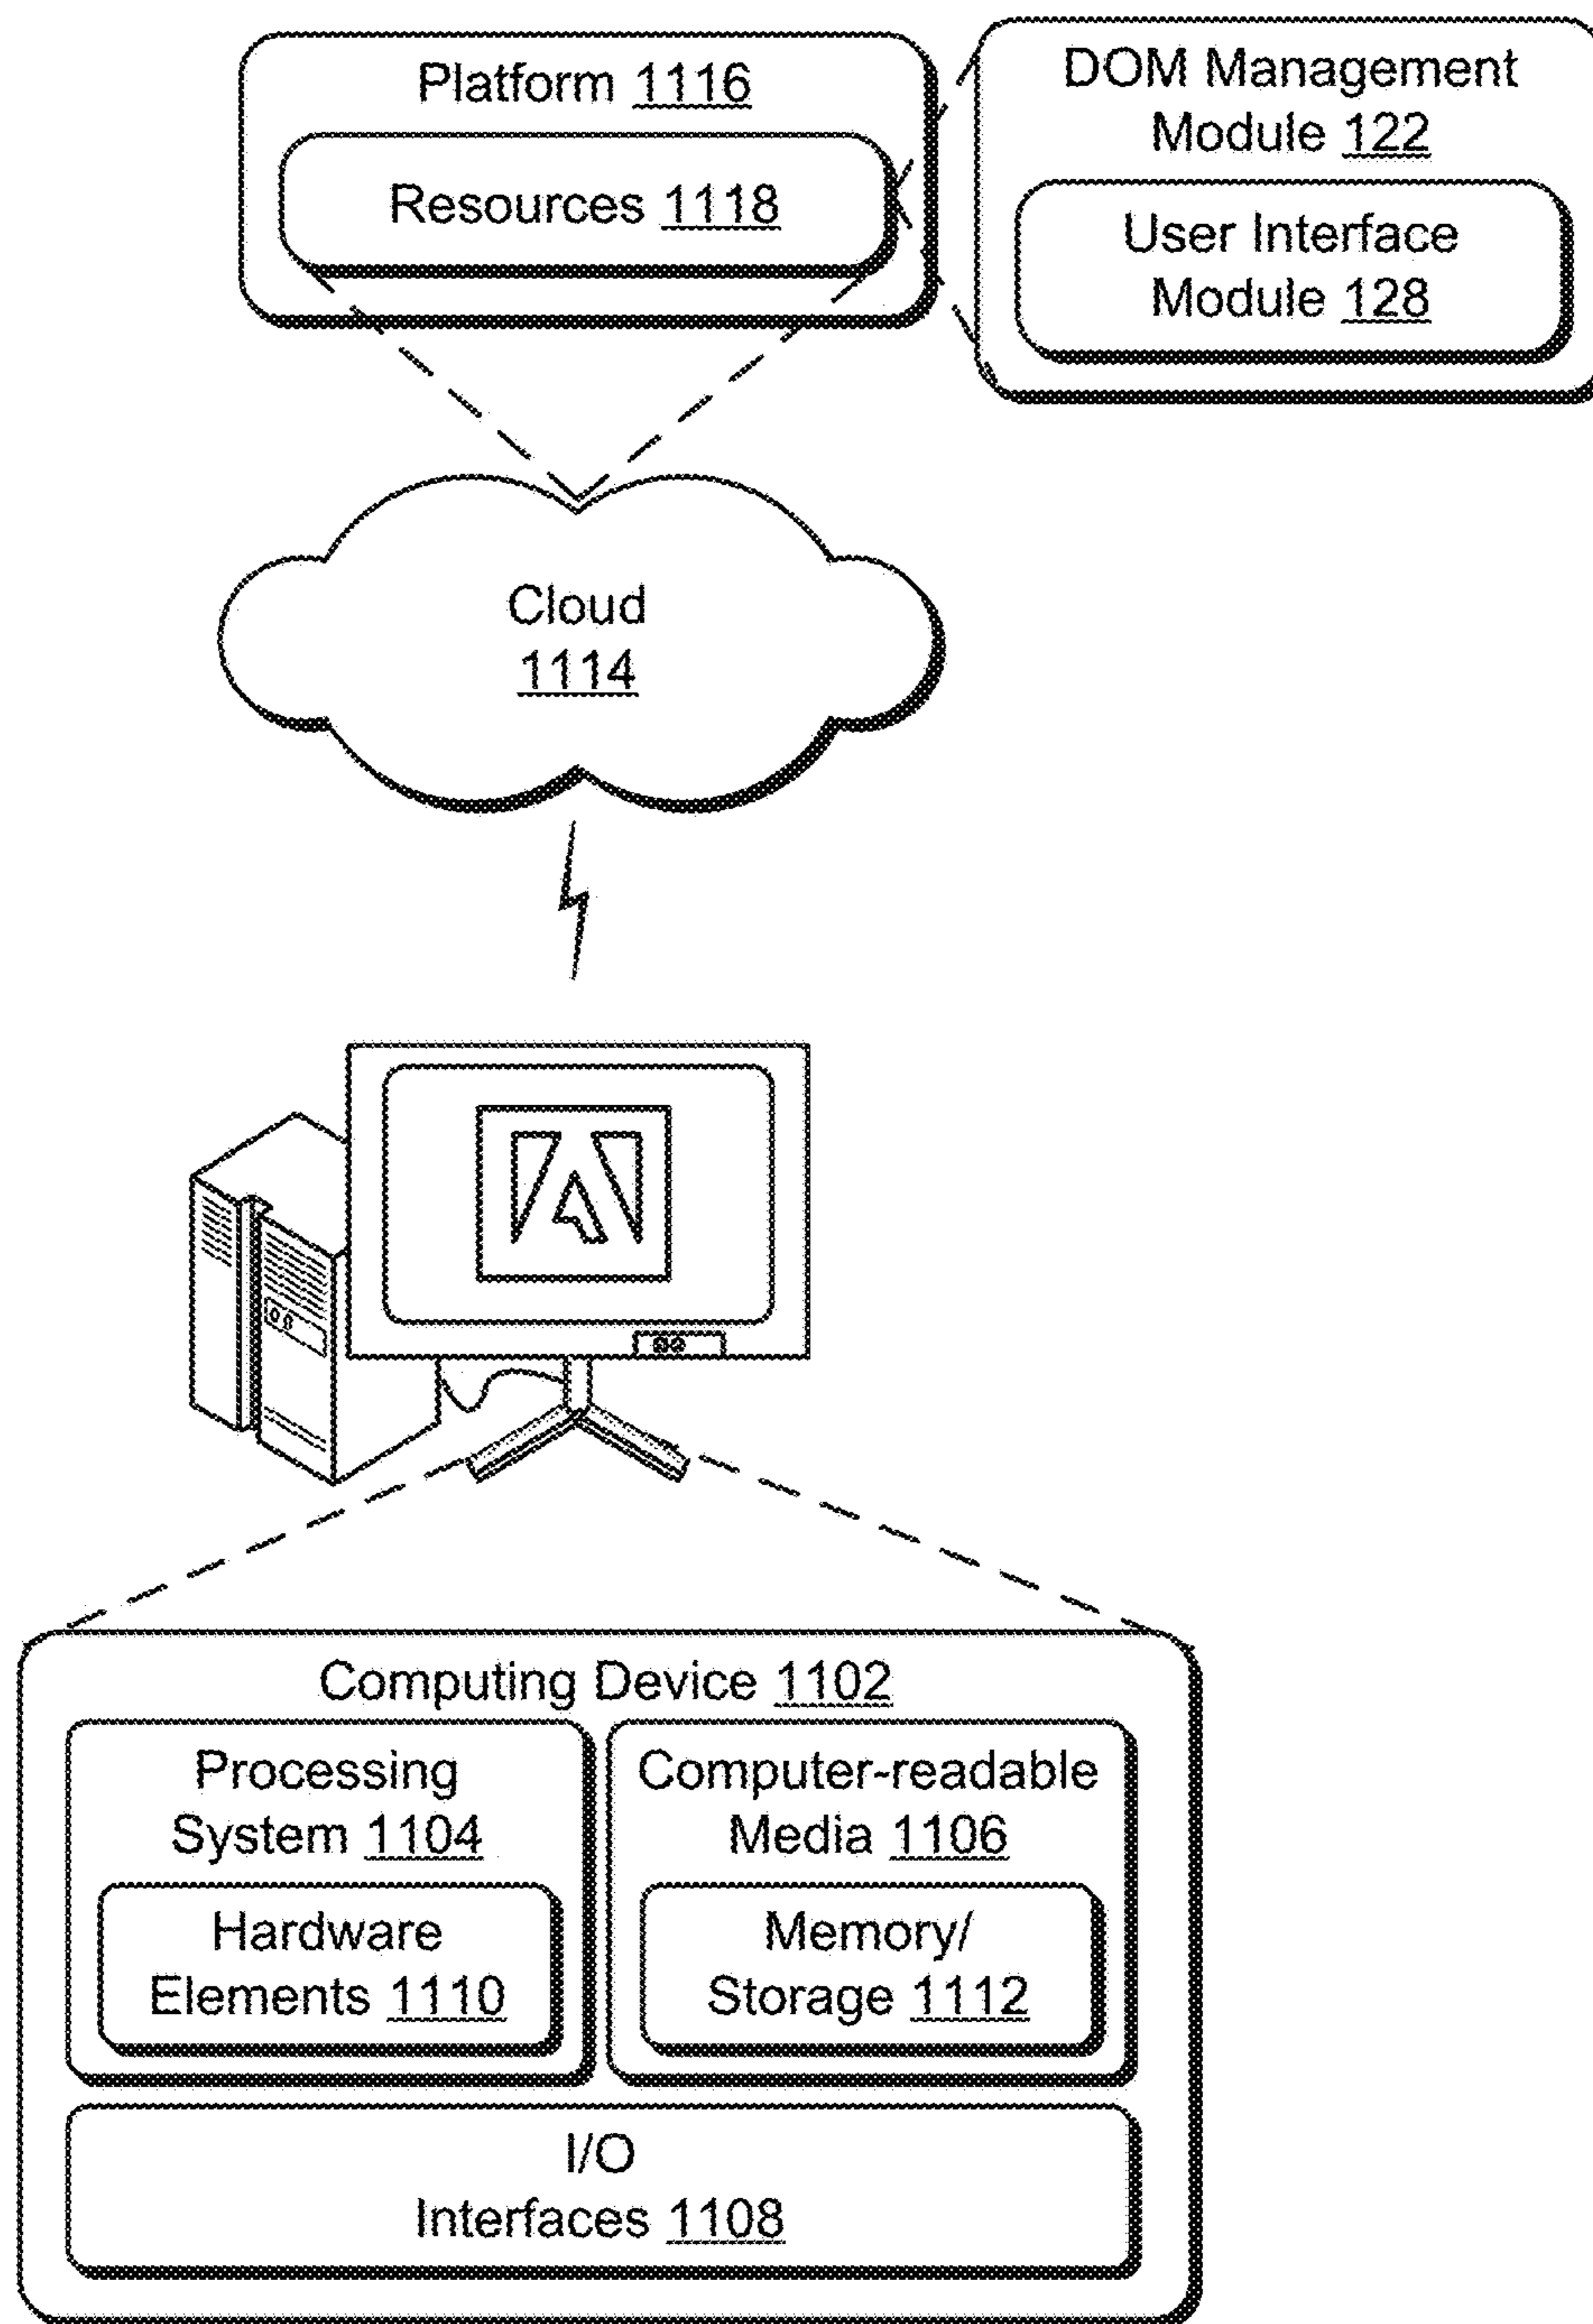 Platform 1116
Resources 1118
DOM Management
Module 122
User Interface
Module 128
Cloud
1114
Computing Device 1102
Processing
System 1104
Hardware
Elements 1110
Computer-readable
Media 1106
Memory/
Storage 1112
I/O
Interfaces 1108